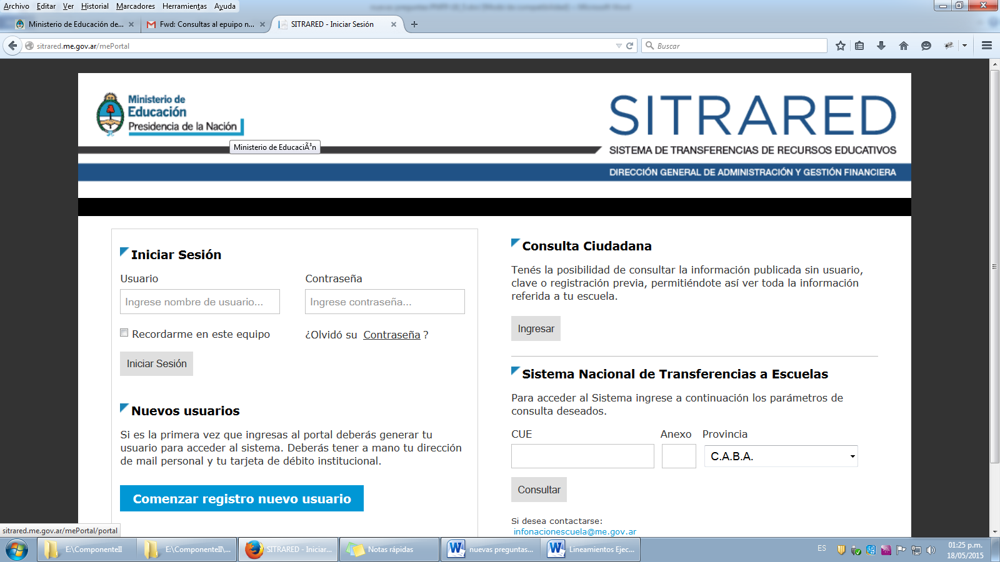 Archivo Editar Ver Historial Marcadores Herramientas Ayuda
Ministerio de Educación de...
Fwd: Consultas al epuipo n...
SITRARED - Iniciar Sesión
sitrared.me.gov.ar/mePortal
Buscar
Ministerio de
Educación
Presidencia de la Nación
Ministerio de EducaciÃ³n
SITRARED
SISTEMA DE TRANSFERENCIAS DE RECURSOS EDUCATIVOS
DIRECCIÓN GENERAL DE ADMINISTRACIÓN Y GESTIÓN FINANCIERA
Iniciar Sesión
Usuario Contraseña
Ingrese nombre de usuario... Ingrese contraseña...
Recordarme en este equipo ¿Olvidó su Contraseña ?
Iniciar Sesión
Nuevos usuarios
Si es la primera vez que ingresas al portal deberás generar tu
usuario para acceder al sistema. Deberás tener a mano tu dirección
de mail personal y tu tarjeta de débito institucional.
Comenzar registro nuevo usuario
Consulta Ciudadana
Tenés la posibilidad de consultar la información publicada sin usuario,
clave o registración previa, permitiéndote así ver toda la información
referida a tu escuela.
Ingresar
Sistema Nacional de Transferencias a Escuelas
Para acceder al Sistema ingrese a continuación los parámetros de
consulta deseados.
CUE Anexo Provincia
C.A.B.A.
Consultar
Si desea contactarse:
infonacionescuela@me.gov.ar
sitrared.me.gov.ar/mePortal/portal
E:\ComponenteII
E:\ComponenteII\...
SITRARED - Iniciar...
Notas rápidas
nuevas preguntas...
Lineamientos Ejec...
ES
01:25 p.m.
18/05/2015